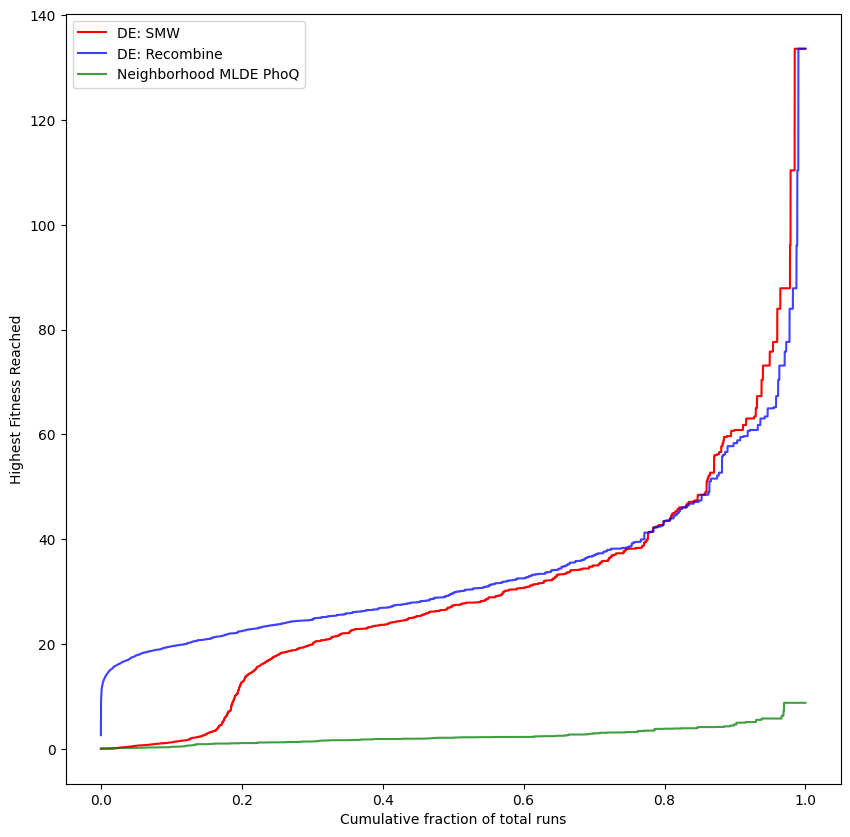 140
120
100
80
60
40
20
0
Highest Fitness Reached
DE: SMW
DE: Recombine
Neighborhood MLDE PhoQ
0.0 0.2 0.4 0.6 0.8 1.0
Cumulative fraction of total runs